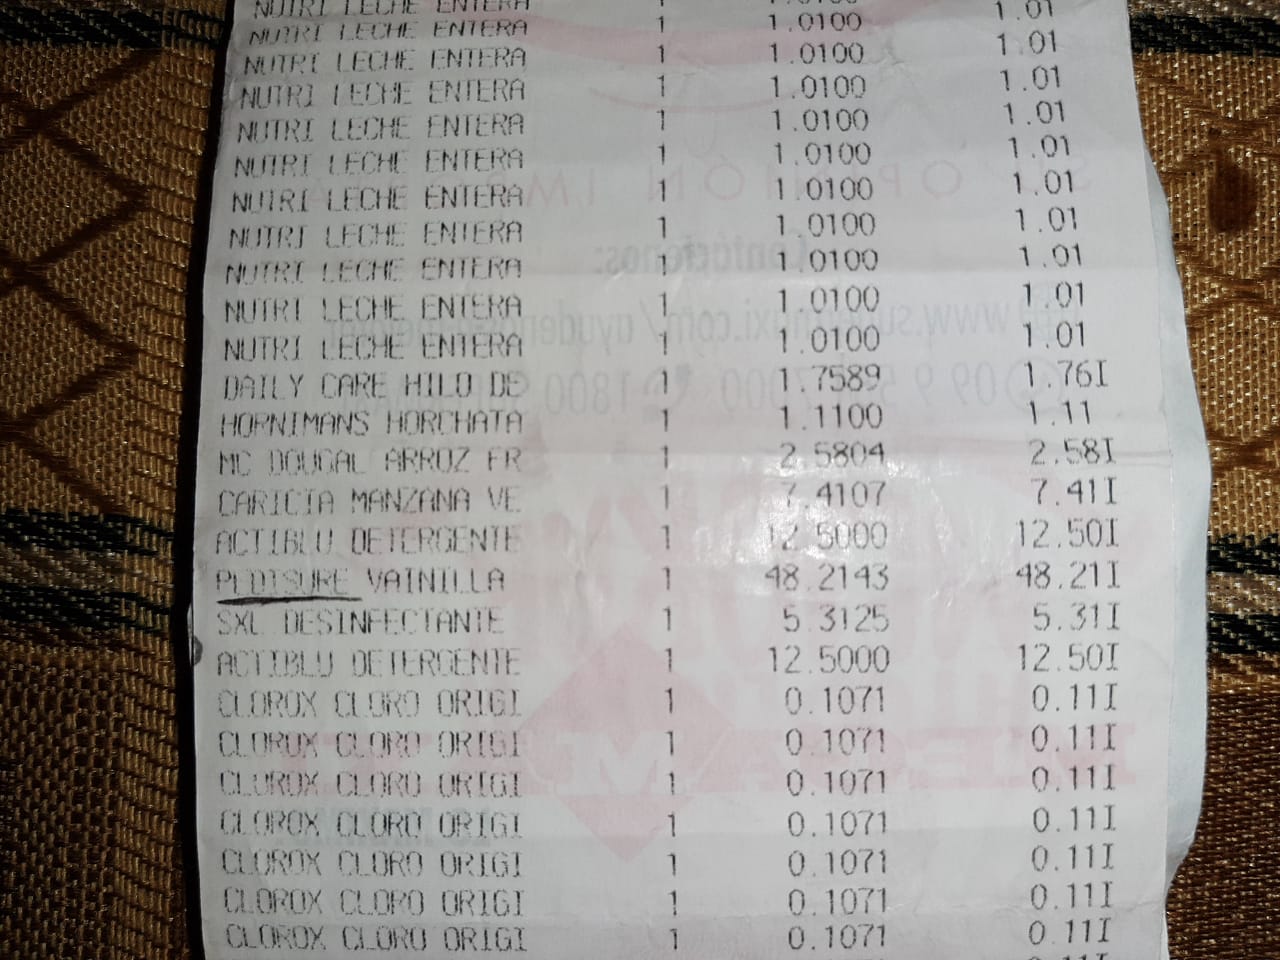 NUTRI LECHE ENTERA 1 1.0100 1.01
NUTRI LECHE ENTERA 1 1.0100 1.01
NUTRI LECHE ENTERA 1 1.0100 1.01
NUTRI LECHE ENTERA 1 1.0100 1.01
NUTRI LECHE ENTERA 1 1.0100 1.01
NUTRI LECHE ENTERA 1 1.0100 1.01
NUTRI LECHE ENTERA 1 1.0100 1.01
NUTRI LECHE ENTERA 1 1.0100 1.01
NUTRI LECHE ENTERA 1 1.0100 1.01
NUTRI LECHE ENTERA 1 1.0100 1.01
NUTRI LECHE ENTERA 1 1.0100 1.01
DAILY CARE HILO DE 1 1.7589 1.76I
HORNIMANS HORCHATA 1 1.1100 1.11
MC DOUGAL ARROZ FR 1 2.5804 2.58I
CARICIA MANZANA VE 1 7.4107 7.41I
ACTIBLU DETERGENTE 1 12.5000 12.50I
PEDISURE VAINILLA 1 48.2143 48.21I
SXL DESINFECTANTE 1 5.3125 5.31I
ACTIBLU DETERGENTE 1 12.5000 12.50I
CLOROX CLORO ORIGI 1 0.1071 0.11I
CLOROX CLORO ORIGI 1 0.1071 0.11I
CLOROX CLORO ORIGI 1 0.1071 0.11I
CLOROX CLORO ORIGI 1 0.1071 0.11I
CLOROX CLORO ORIGI 1 0.1071 0.11I
CLOROX CLORO ORIGI 1 0.1071 0.11I
CLOROX CLORO ORIGI 1 0.1071 0.11I